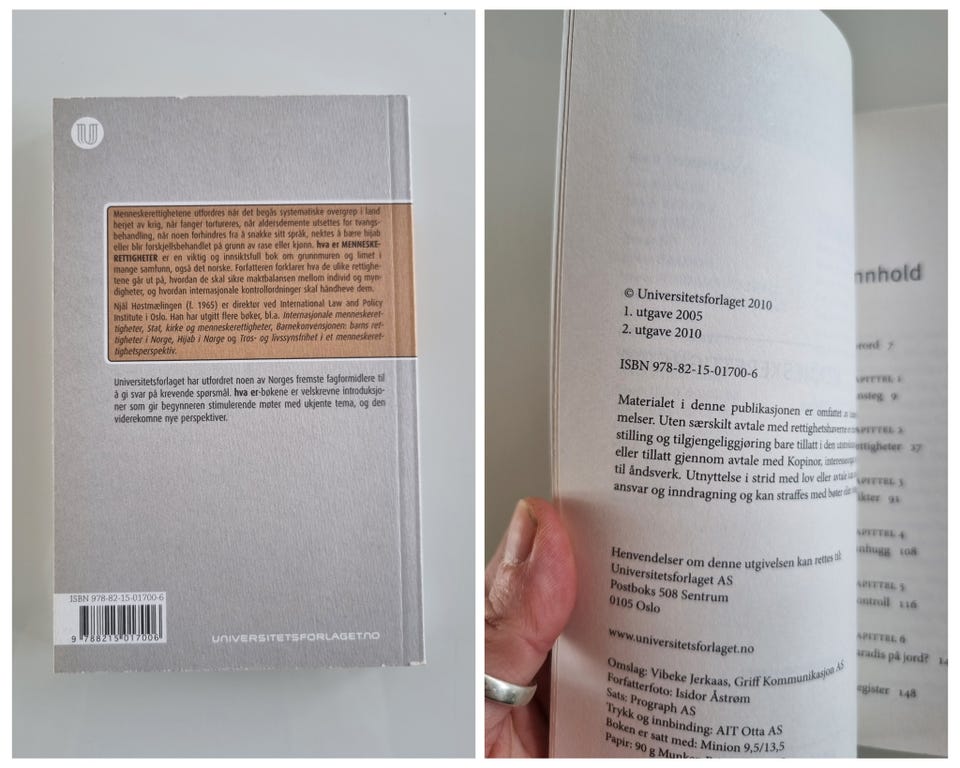 U
Menneskerettighetene utfordres når det begås systematiske overgrep i land
herjet av krig, når fanger tortureres, når aldersdemente utsettes for tvangs-
behandling, når noen forhindres fra å snakke sitt språk, nektes å bære hijab
eller blir forskjellsbehandlet på grunn av rase eller kjønn. hva er MENNESKE-
RETTIGHETER er en viktig og innsiktsfull bok om grunnmuren og limet i
mange samfunn, også det norske. Forfatteren forklarer hva de ulike rettighe-
tene går ut på, hvordan de skal sikre maktbalansen mellom individ og myn-
digheter, og hvordan internasjonale kontrollordninger skal håndheve dem.
Njål Høstmælingen (f. 1965) er direktør ved International Law and Policy
Institute i Oslo. Han har utgitt flere bøker, bl.a. Internasjonale menneskeret-
tigheter, Stat, kirke og menneskerettigheter, Barnekonvensjonen: barns ret-
tigheter i Norge, Hijab i Norge og Tros- og livssynsfrihet i et menneskeret-
tighetsperspektiv.
Universitetsforlaget har utfordret noen av Norges fremste fagformidlere til
å gi svar på krevende spørsmål. hva er-bøkene er velskrevne introduksjo-
ner som gir begynneren stimulerende møter med ukjente tema, og den
viderekomne nye perspektiver.
ISBN 978-82-15-01700-6
9 788215 017006
UNIVERSITETSFORLAGET.NO
© Universitetsforlaget 2010
1. utgave 2005
2. utgave 2010
ISBN 978-82-15-01700-6
Materialet i denne publikasjonen er omfattet av
melser. Uten særskilt avtale med rettighetshaverne er
stilling og tilgjengeliggjøring bare tillatt i den
eller tillatt gjennom avtale med Kopinor,
til åndsverk. Utnyttelse i strid med lov eller avtale kan
ansvar og inndragning og kan straffes med bøter eller
Henvendelser om denne utgivelsen kan rettes til:
Universitetsforlaget AS
Postboks 508 Sentrum
0105 Oslo
www.universitetsforlaget.no
Omslag: Vibeke Jerkaas, Griff Kommunikasjon AS
Forfatterfoto: Isidor Åstrøm
Sats: Prograph AS
Trykk og innbinding: AIT Otta AS
Boken er satt med: Minion 9,5/13,5
Papir: 90 g Munken
nnhold
orord 7
APITTEL 1
nsteg 9
APITTEL 2
ettigheter 27
APITTEL 3
ikter 91
APITTEL 4
nhugg 108
APITTEL 5
ontroll 116
APITTEL 6
aradis på jord? 14
egister 148